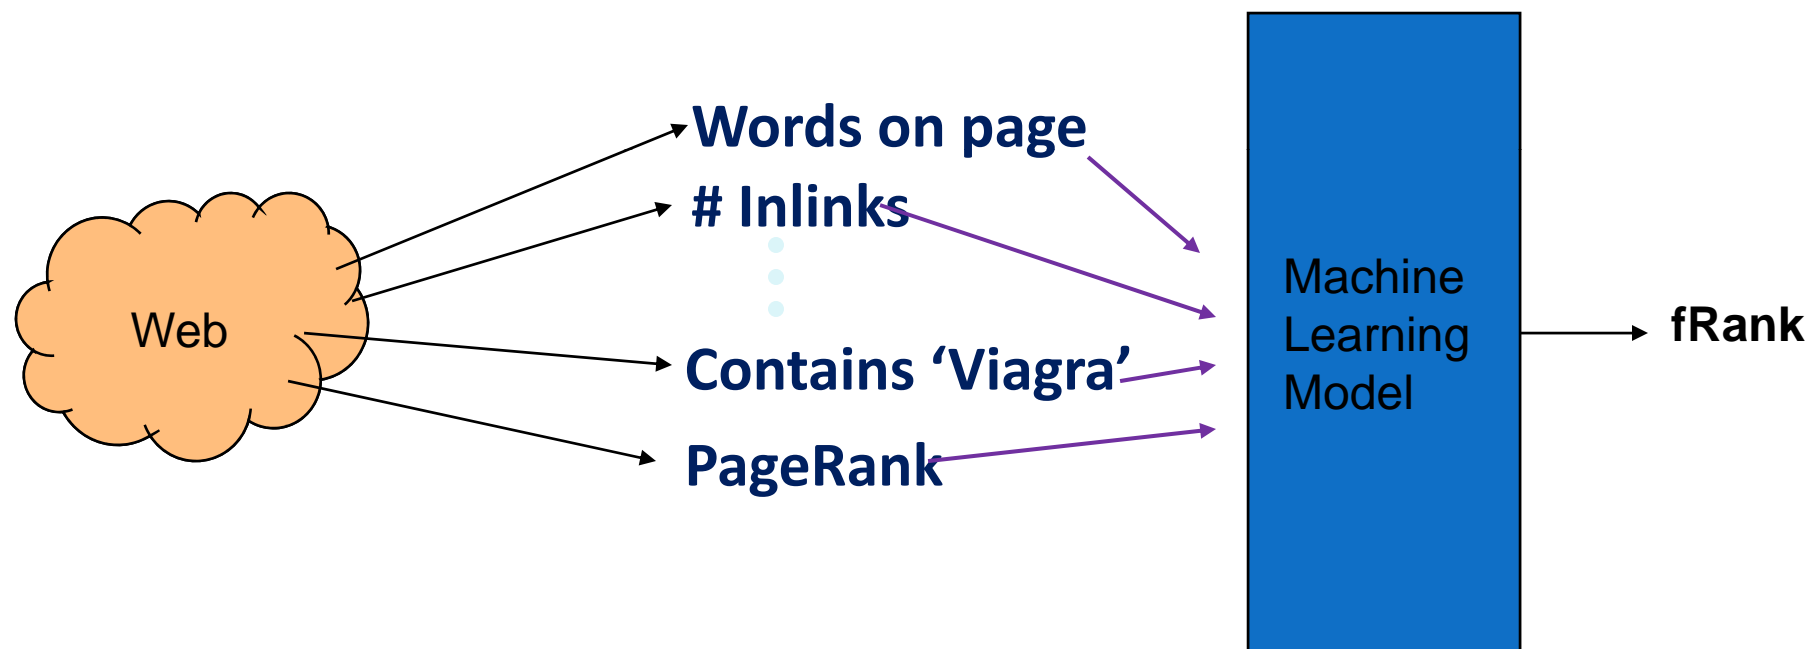 Words on page
# Inlinks
Web
Contains ‘Viagra’
PageRank
Machine
Learning
Model
fRank